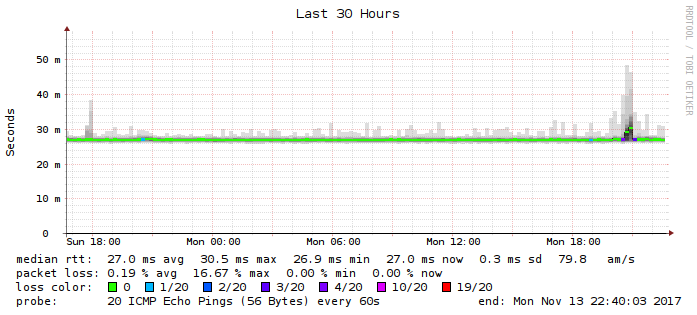 Last 30 Hours
RRDTOOL / TOBI OETIKER
Seconds
50 m
40 m
30 m
20 m
10 m
0
Sun 18:00 Mon 00:00 Mon 06:00 Mon 12:00 Mon 18:00
median rtt: 27.0 ms avg 30.5 ms max 26.9 ms min 27.0 ms now 0.3 ms sd 79.8 am/s
packet loss: 0.19 % avg 16.67 % max 0.00 % min 0.00 % now
loss color: 0 1/20 2/20 3/20 4/20 10/20 19/20
probe: 20 ICMP Echo Pings (56 Bytes) every 60s end: Mon Nov 13 22:40:03 2017